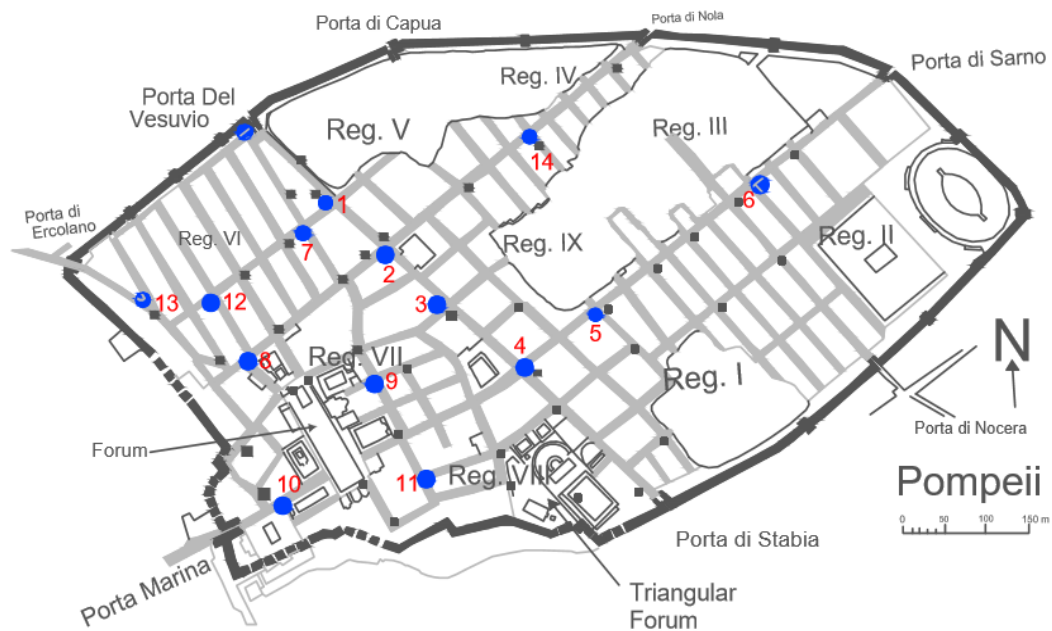 Porta di Capua
Porta di Nola
Porta di Sarno
Porta Del
Vesuvio
Reg. IV
Reg. V
Reg. III
14
6
1
Porta di
Ercolano
Reg. VI
7
2
Reg. IX
Reg. II
13
12
3
5
4
8
Reg. VII
9
Reg. I
N
Forum
Porta di Nocera
10
11
Reg. VIII
Pompeii
0 50 100 150 m
Porta di Stabia
Porta Marina
Triangular
Forum